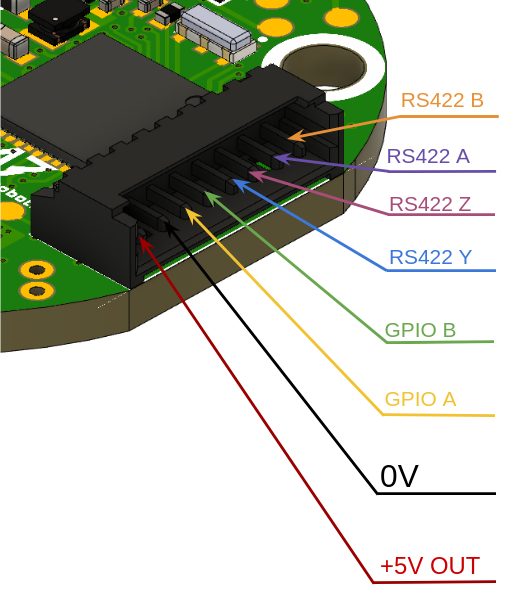 RS422 B
RS422 A
RS422 Z
RS422 Y
GPIO B
GPIO A
0V
+5V OUT